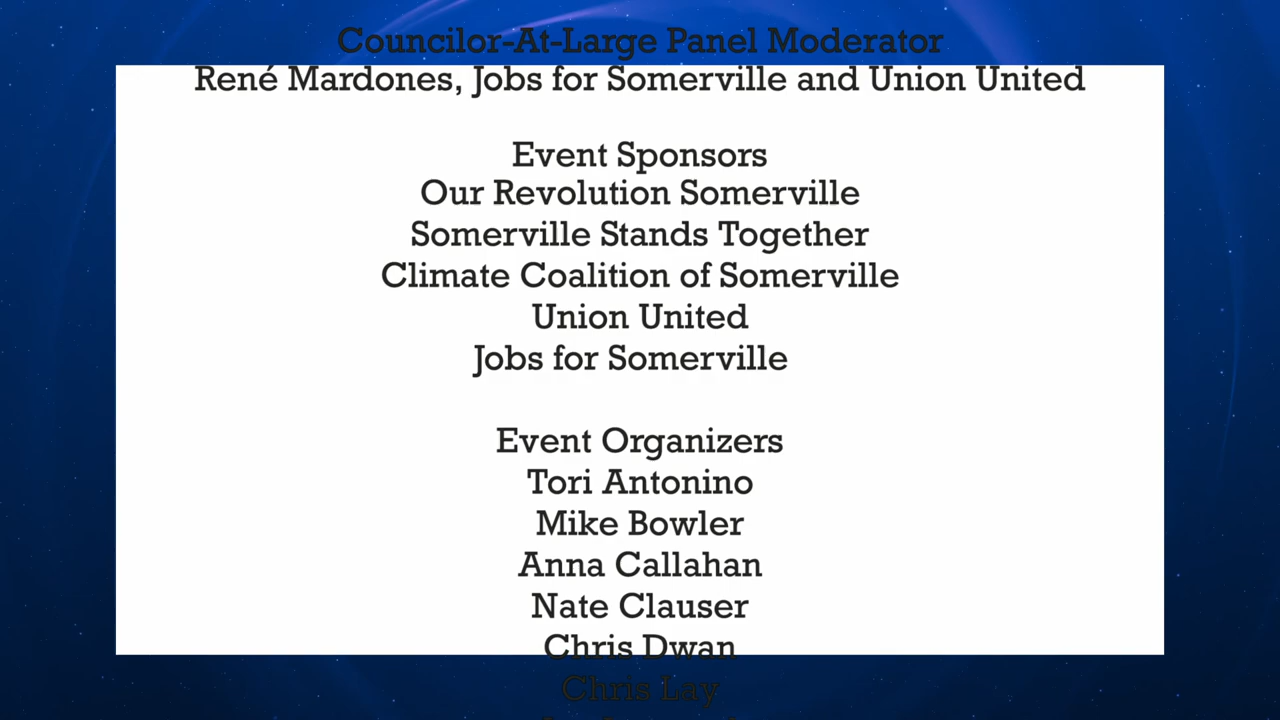 Councilor-At-Large Panel Moderator
René Mardones, Jobs for Somerville and Union United
Event Sponsors
Our Revolution Somerville
Somerville Stands Together
Climate Coalition of Somerville
Union United
Jobs for Somerville
Event Organizers
Tori Antonino
Mike Bowler
Anna Callahan
Nate Clauser
Chris Dwan
Chris Lay